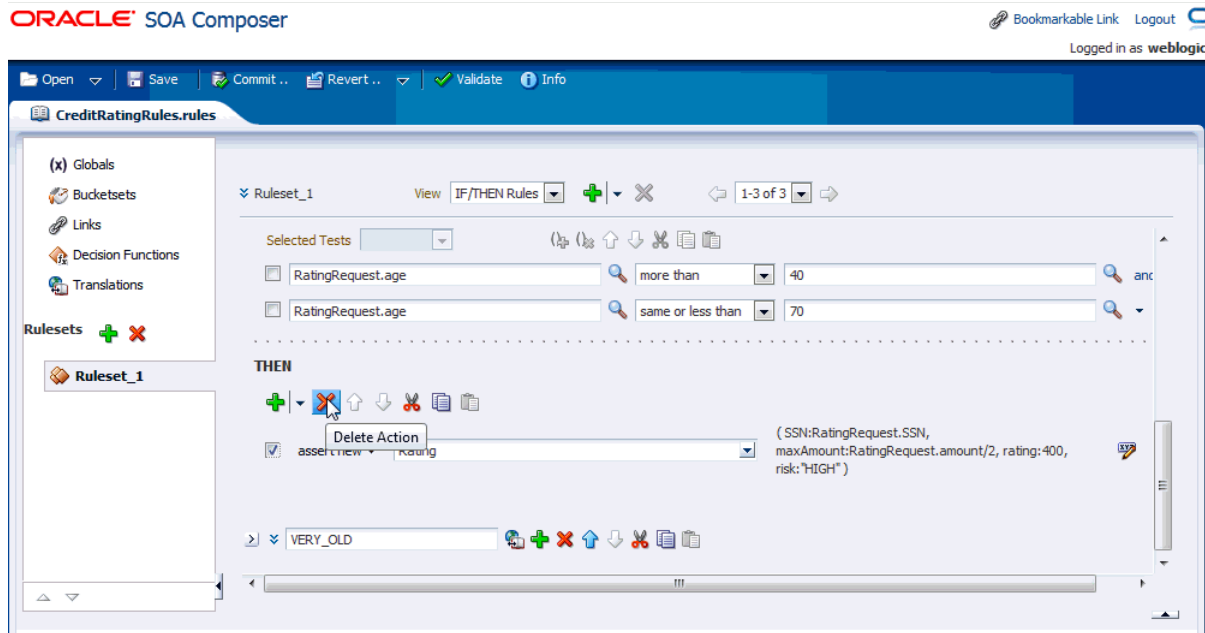 ORACLE SOA Composer
Bookmarkable Link Logout
Logged in as weblogic
Open Save Commit .. Revert .. Validate Info
CreditRatingRules.rules
(x) Globals
Bucketsets
Links
Decision Functions
Translations
Rulesets
Ruleset_1
Ruleset_1 View IF/THEN Rules 1-3 of 3
Selected Tests
RatingRequest.age more than 40 and
RatingRequest.age same or less than 70
THEN
Delete Action
assert new Rating
( SSN:RatingRequest.SSN,
maxAmount:RatingRequest.amount/2, rating:400,
risk:"HIGH" )
VERY_OLD